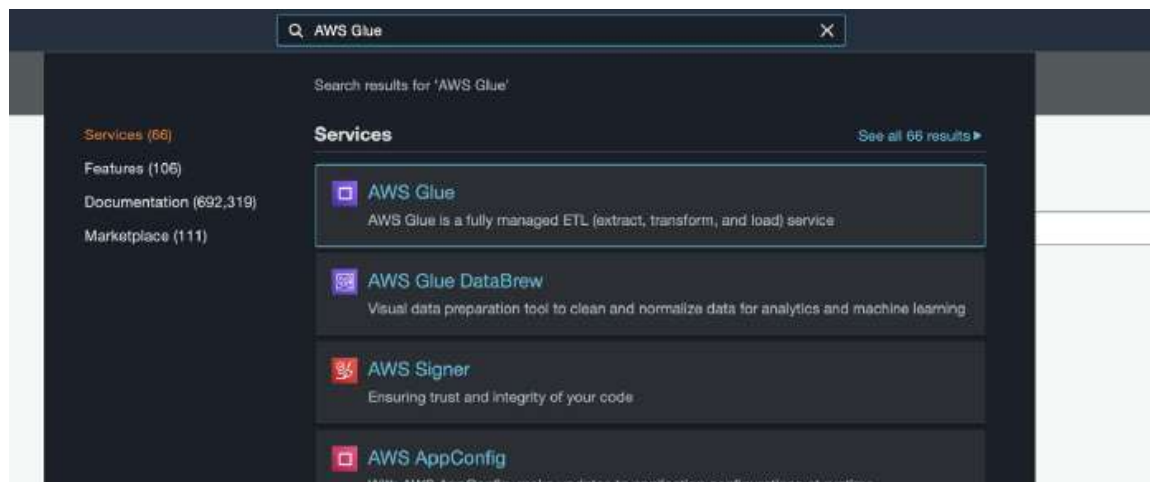 AWS Glue
Search results for 'AWS Glue'
Services (66)
Features (106)
Documentation (692,319)
Marketplace (111)
Services
See all 66 results
AWS Glue
AWS Glue is a fully managed ETL (extract, transform, and load) service
AWS Glue DataBrew
Visual data preparation tool to clean and normalize data for analytics and machine learning
AWS Signer
Ensuring trust and integrity of your code
AWS AppConfig